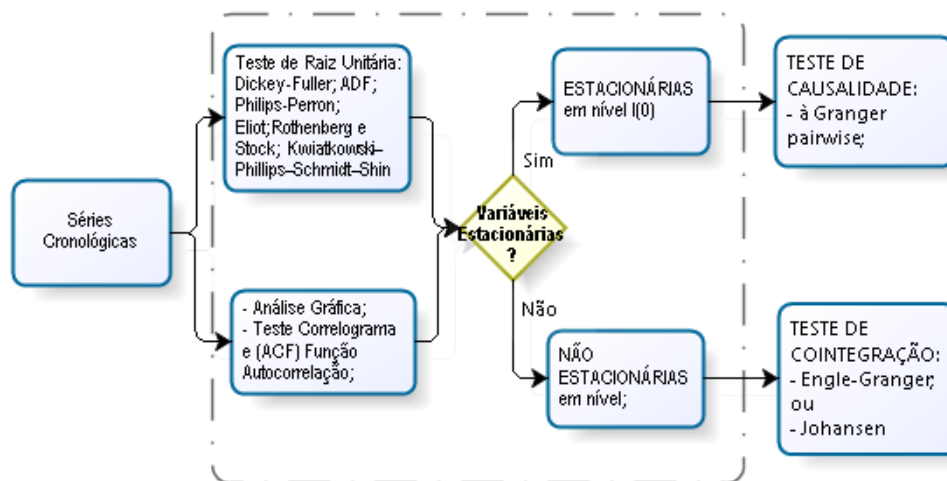 Séries
Cronológicas
Teste de Raiz Unitária:
Dickey-Fuller; ADF;
Philips-Perron;
Eliot;Rothenberg e
Stock; Kwiatkowski–
Phillips–Schmidt–Shin
- Análise Gráfica;
- Teste Correlograma
e (ACF) Função
Autocorrelação;
Variáveis
Estacionárias
?
Sim
Não
ESTACIONÁRIAS
em nível I(0)
NÃO
ESTACIONÁRIAS
em nível;
TESTE DE
CAUSALIDADE:
- à Granger
pairwise;
TESTE DE
COINTEGRAÇÃO:
- Engle-Granger;
ou
- Johansen